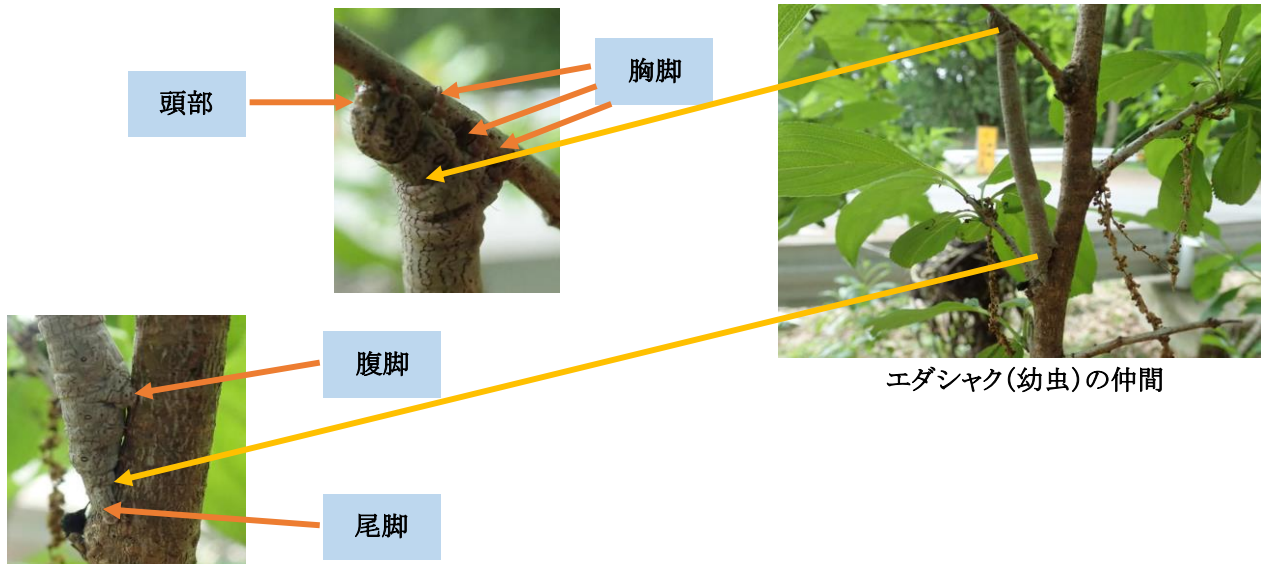 頭部
胸脚
エダシャク(幼虫)の仲間
腹脚
尾脚